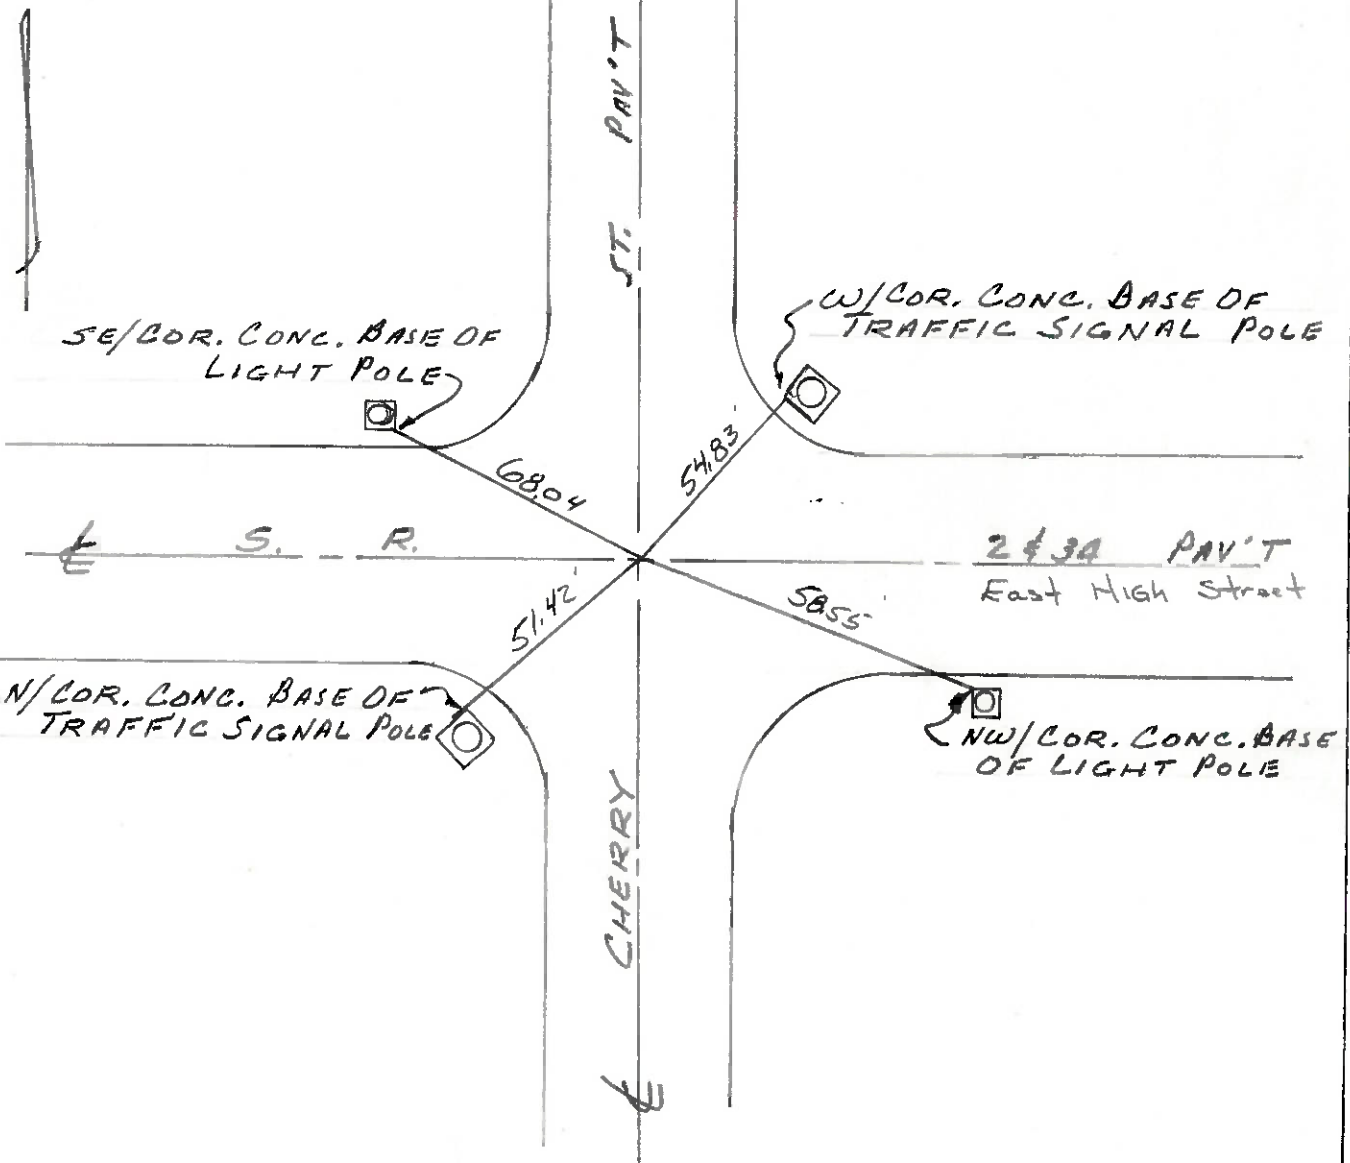 ST. PAV'T
W/COR. CONC. BASE OF
TRAFFIC SIGNAL POLE
SE/COR. CONC. BASE OF
LIGHT POLE
68.04
54.83
℄ S. R. 2 & 3A PAV'T
East High Street
51.42'
58.55
N/COR. CONC. BASE OF
TRAFFIC SIGNAL POLE
NW/COR. CONC. BASE
OF LIGHT POLE
CHERRY
℄